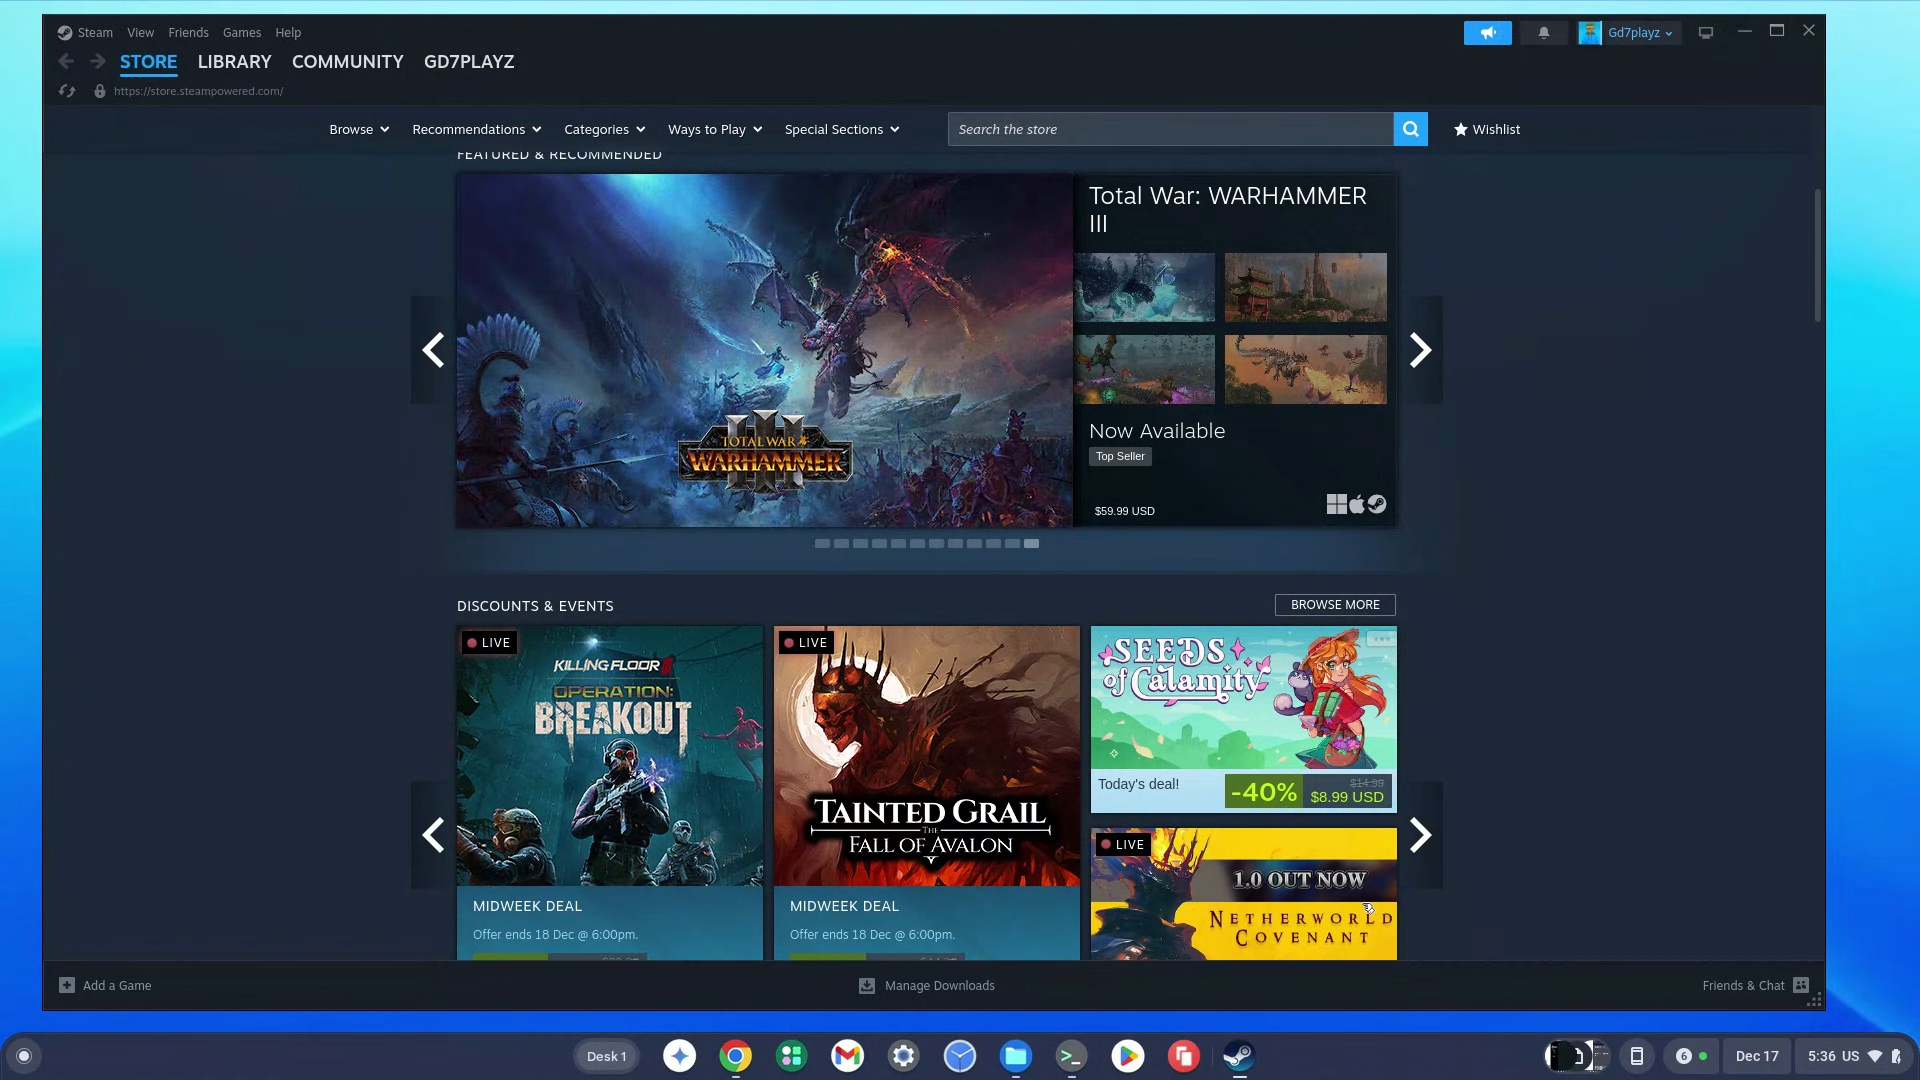 Steam View Friends Games Help
Gd7playz
STORE LIBRARY COMMUNITY GD7PLAYZ
https://store.steampowered.com/
Browse Recommendations Categories Ways to Play Special Sections
Search the store
Wishlist
FEATURED & RECOMMENDED
Total War: WARHAMMER
III
TOTAL WAR
WARHAMMER
III
Now Available
Top Seller
$59.99 USD
DISCOUNTS & EVENTS
BROWSE MORE
LIVE
KILLING FLOOR
OPERATION:
BREAKOUT
MIDWEEK DEAL
Offer ends 18 Dec @ 6:00pm.
LIVE
TAINTED GRAIL
THE
FALL OF AVALON
MIDWEEK DEAL
Offer ends 18 Dec @ 6:00pm.
SEEDS
of Calamity
Today's deal!
-40%
$14.99
$8.99 USD
LIVE
1.0 OUT NOW
NETHERWORLD
COVENANT
Add a Game
Manage Downloads
Friends & Chat
Desk 1
6
Dec 17
5:36 US